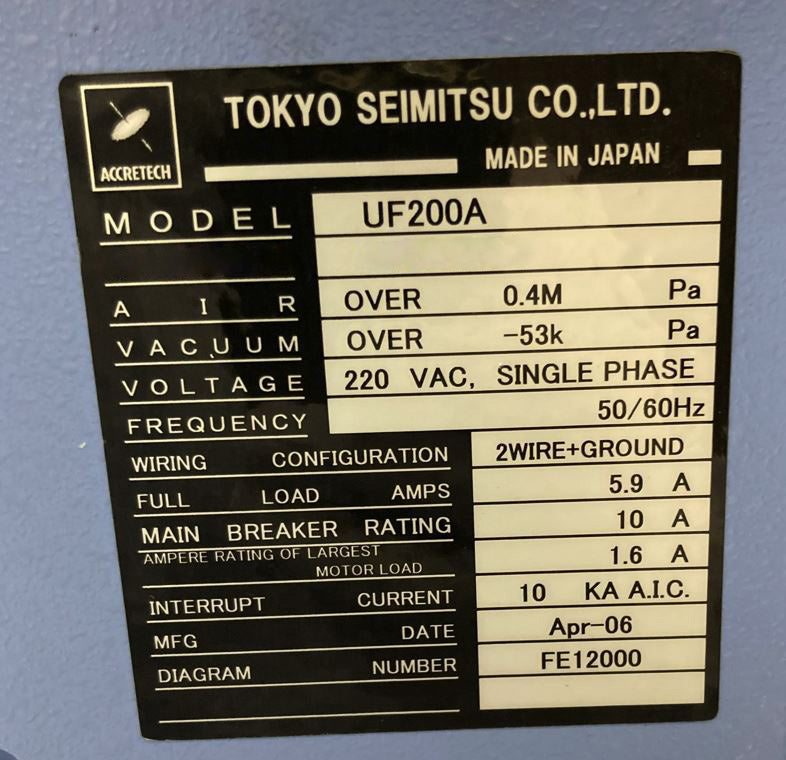 ACCRETECH
TOKYO SEIMITSU CO.,LTD.
MADE IN JAPAN
MODEL UF200A
AIR OVER 0.4M Pa
VACUUM OVER -53k Pa
VOLTAGE 220 VAC, SINGLE PHASE
FREQUENCY 50/60Hz
WIRING CONFIGURATION 2WIRE+GROUND
FULL LOAD AMPS 5.9 A
MAIN BREAKER RATING 10 A
AMPERE RATING OF LARGEST
MOTOR LOAD 1.6 A
INTERRUPT CURRENT 10 KA A.I.C.
MFG DATE Apr-06
DIAGRAM NUMBER FE12000